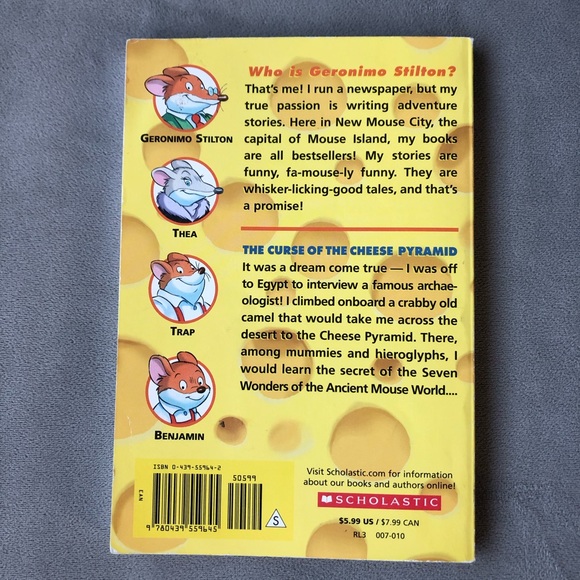 Who is Geronimo Stilton?
That's me! I run a newspaper, but my
true passion is writing adventure
stories. Here in New Mouse City, the
capital of Mouse Island, my books
are all bestsellers! My stories are
funny, fa-mouse-ly funny. They are
whisker-licking-good tales, and that's
a promise!
GERONIMO STILTON
THEA
TRAP
BENJAMIN
THE CURSE OF THE CHEESE PYRAMID
It was a dream come true — I was off
to Egypt to interview a famous archae-
ologist! I climbed onboard a crabby old
camel that would take me across the
desert to the Cheese Pyramid. There,
among mummies and hieroglyphs, I
would learn the secret of the Seven
Wonders of the Ancient Mouse World....
ISBN 0-439-55964-2
50599
EAN
9 780439 559645
S
Visit Scholastic.com for information
about our books and authors online!
SCHOLASTIC
$5.99 US / $7.99 CAN
RL3 007-010